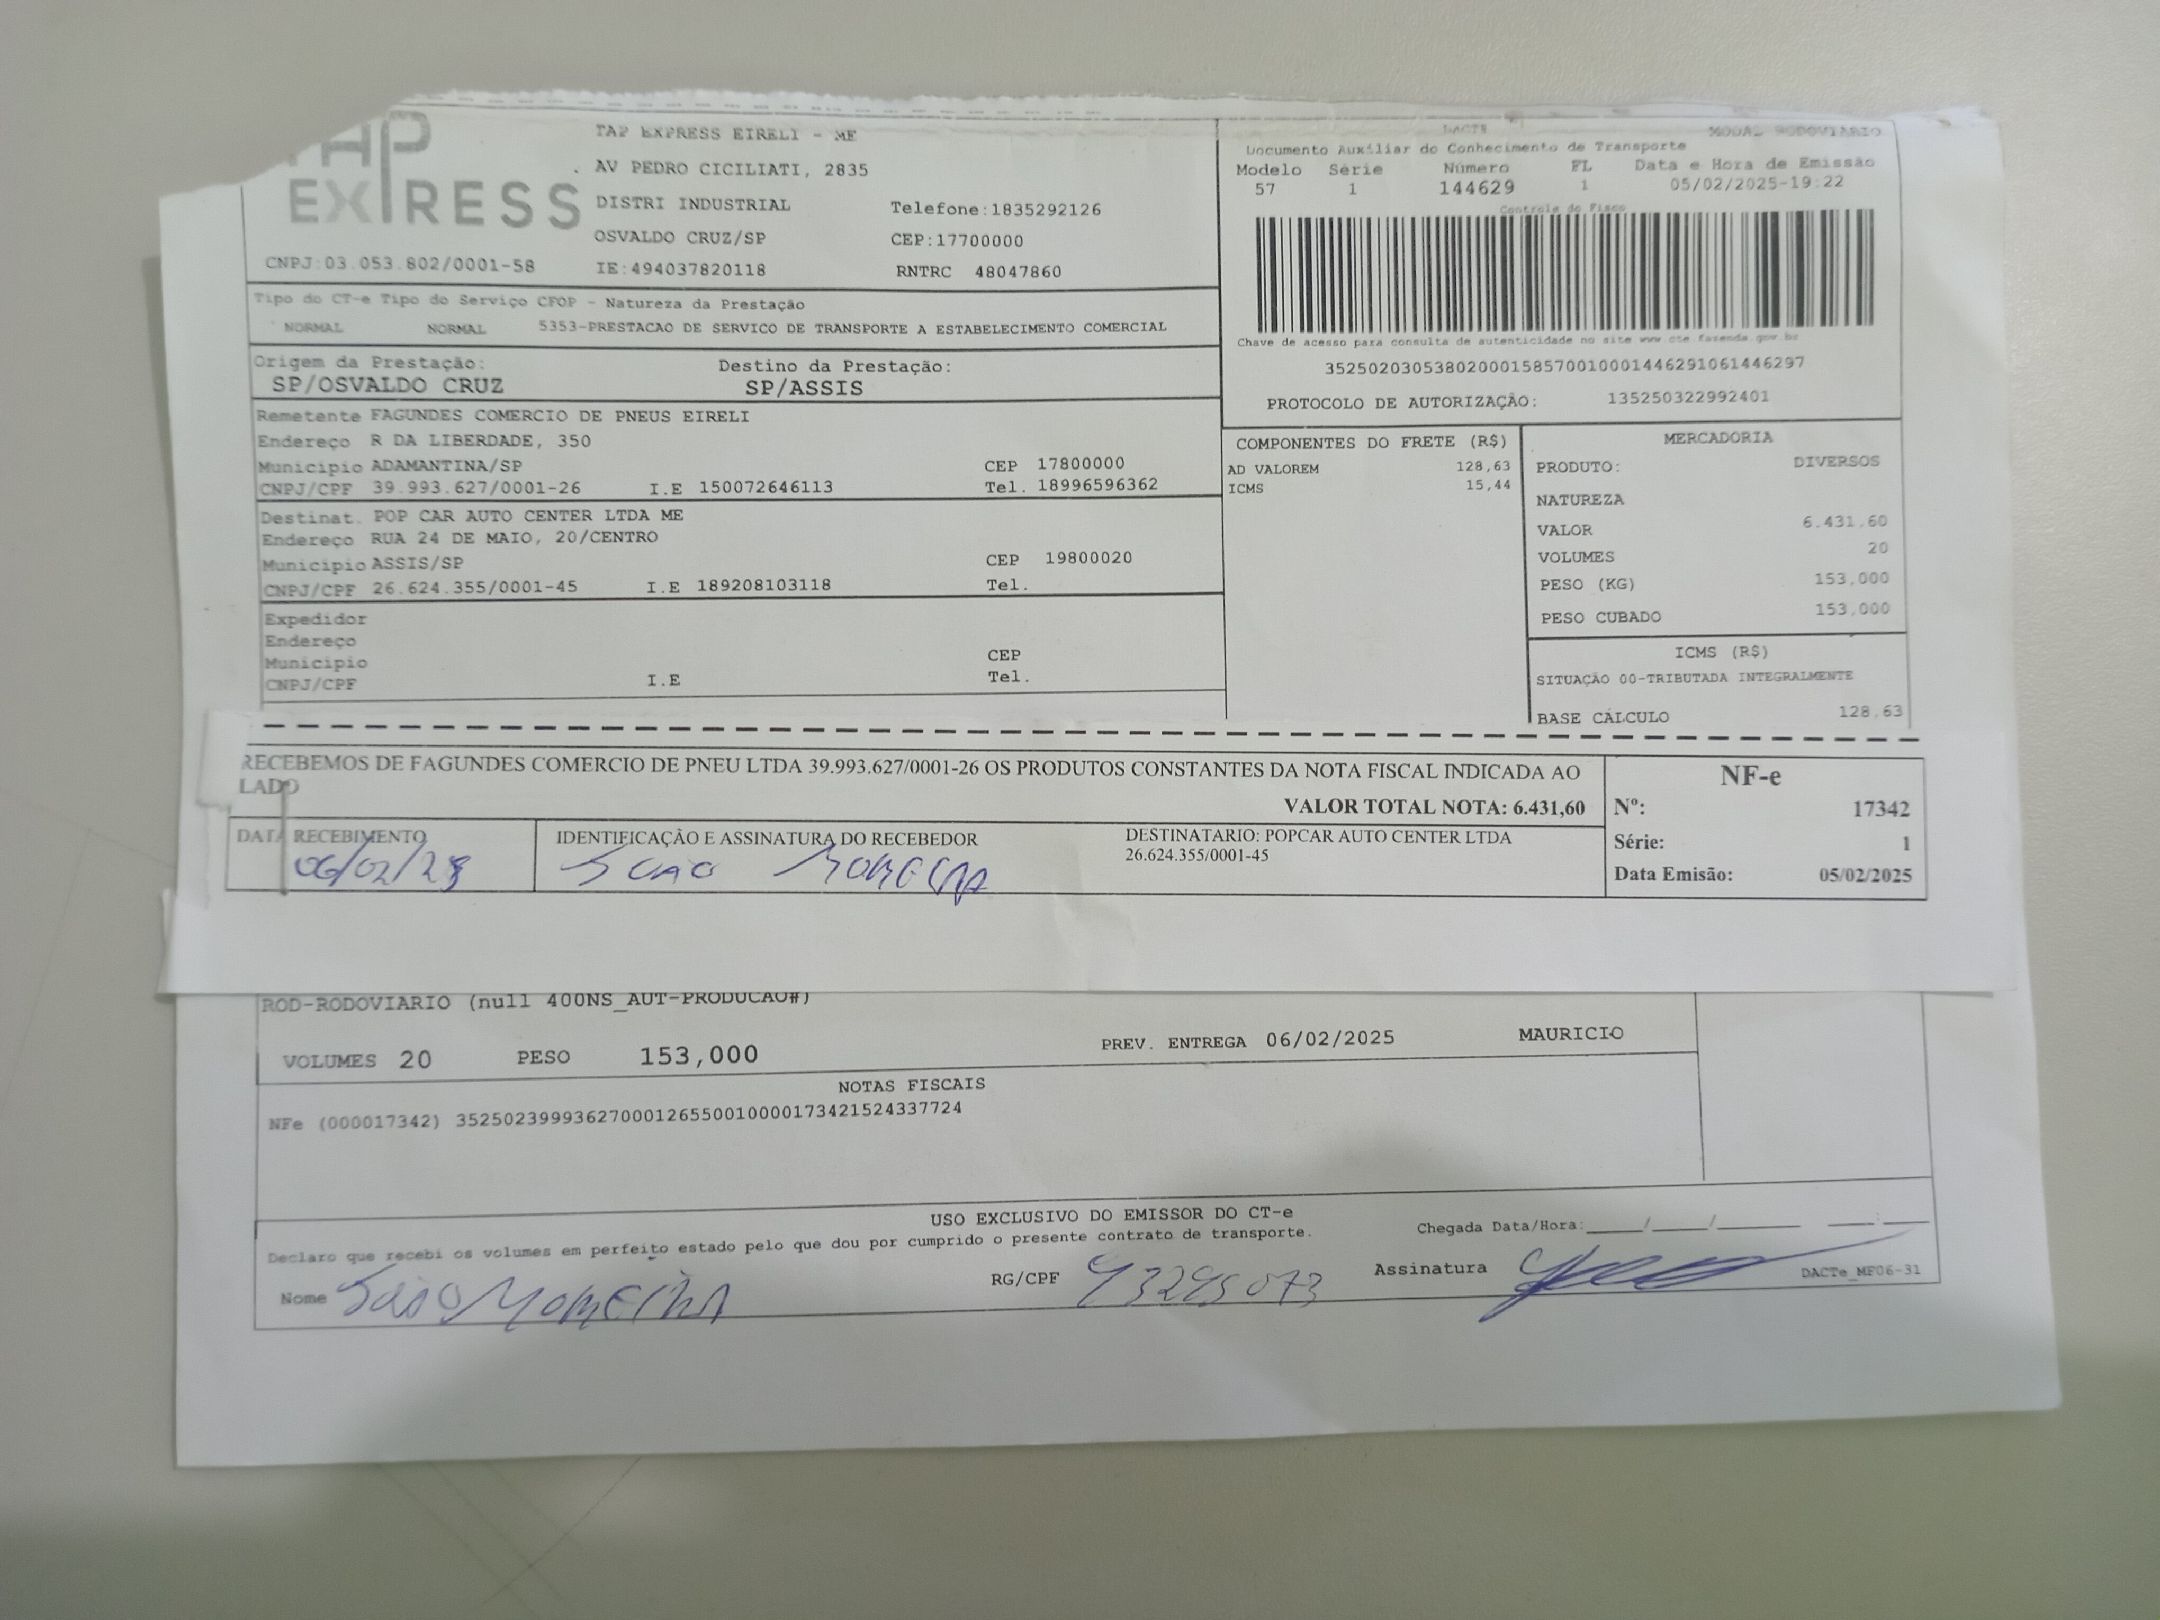 TAP EXPRESS
TAP EXPRESS EIRELI - ME
AV PEDRO CICILIATI, 2835
DISTRI INDUSTRIAL Telefone:1835292126
OSVALDO CRUZ/SP CEP:17700000
CNPJ:03.053.802/0001-58 IE:494037820118 RNTRC 48047860
DACTE MODAL RODOVIARIO
Documento Auxiliar do Conhecimento de Transporte
Modelo Série Número FL Data e Hora de Emissão
57 1 144629 1 05/02/2025-19:22
Controle do Fisco
Chave de acesso para consulta de autenticidade no site www.cte.fazenda.gov.br
35250203053802000158570010001446291061446297
PROTOCOLO DE AUTORIZAÇÃO: 135250322992401
Tipo do CT-e Tipo do Serviço CFOP - Natureza da Prestação
NORMAL NORMAL 5353-PRESTACAO DE SERVICO DE TRANSPORTE A ESTABELECIMENTO COMERCIAL
Origem da Prestação: Destino da Prestação:
SP/OSVALDO CRUZ SP/ASSIS
Remetente FAGUNDES COMERCIO DE PNEUS EIRELI
Endereço R DA LIBERDADE, 350
Municipio ADAMANTINA/SP CEP 17800000
CNPJ/CPF 39.993.627/0001-26 I.E 150072646113 Tel. 18996596362
Destinat. POP CAR AUTO CENTER LTDA ME
Endereço RUA 24 DE MAIO, 20/CENTRO
Municipio ASSIS/SP CEP 19800020
CNPJ/CPF 26.624.355/0001-45 I.E 189208103118 Tel.
Expedidor
Endereço
Municipio CEP
CNPJ/CPF I.E Tel.
COMPONENTES DO FRETE (R$)
AD VALOREM 128,63
ICMS 15,44
MERCADORIA
PRODUTO: DIVERSOS
NATUREZA
VALOR 6.431,60
VOLUMES 20
PESO (KG) 153,000
PESO CUBADO 153,000
ICMS (R$)
SITUAÇÃO 00-TRIBUTADA INTEGRALMENTE
BASE CÁLCULO 128,63
RECEBEMOS DE FAGUNDES COMERCIO DE PNEU LTDA 39.993.627/0001-26 OS PRODUTOS CONSTANTES DA NOTA FISCAL INDICADA AO
LADO
VALOR TOTAL NOTA: 6.431,60
DATA RECEBIMENTO IDENTIFICAÇÃO E ASSINATURA DO RECEBEDOR DESTINATARIO: POPCAR AUTO CENTER LTDA
26.624.355/0001-45
06/02/25
NF-e
Nº: 17342
Série: 1
Data Emissão: 05/02/2025
ROD-RODOVIARIO (null 400NS_AUT-PRODUCAO#)
VOLUMES 20 PESO 153,000 PREV. ENTREGA 06/02/2025 MAURICIO
NOTAS FISCAIS
NFe (000017342) 35250239993627000126550010000173421524337724
USO EXCLUSIVO DO EMISSOR DO CT-e
Declaro que recebi os volumes em perfeito estado pelo que dou por cumprido o presente contrato de transporte. Chegada Data/Hora:____/____/______ ___:___
Nome RG/CPF Assinatura DACTe_MF06-31